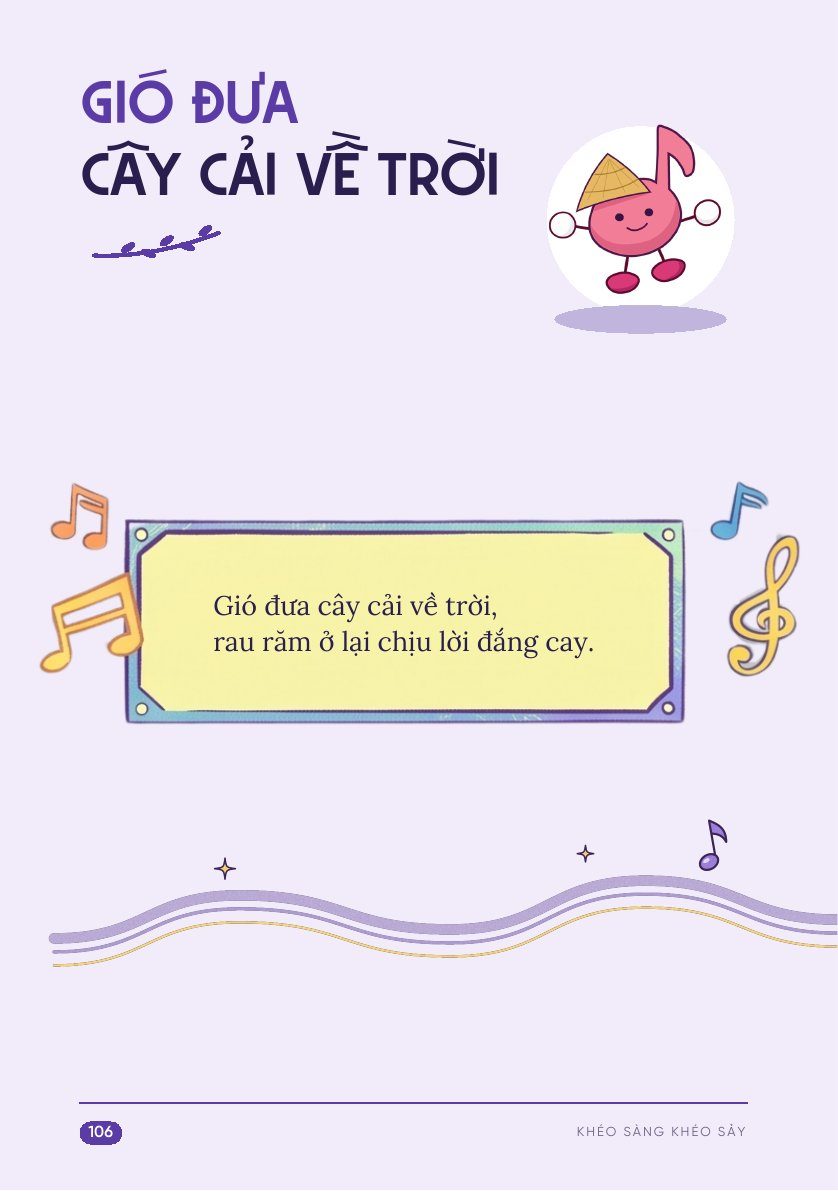 GIÓ ĐƯA
CÂY CẢI VỀ TRỜI
Gió đưa cây cải về trời,
rau răm ở lại chịu lời đắng cay.
106
KHÉO SÀNG KHÉO SẢY